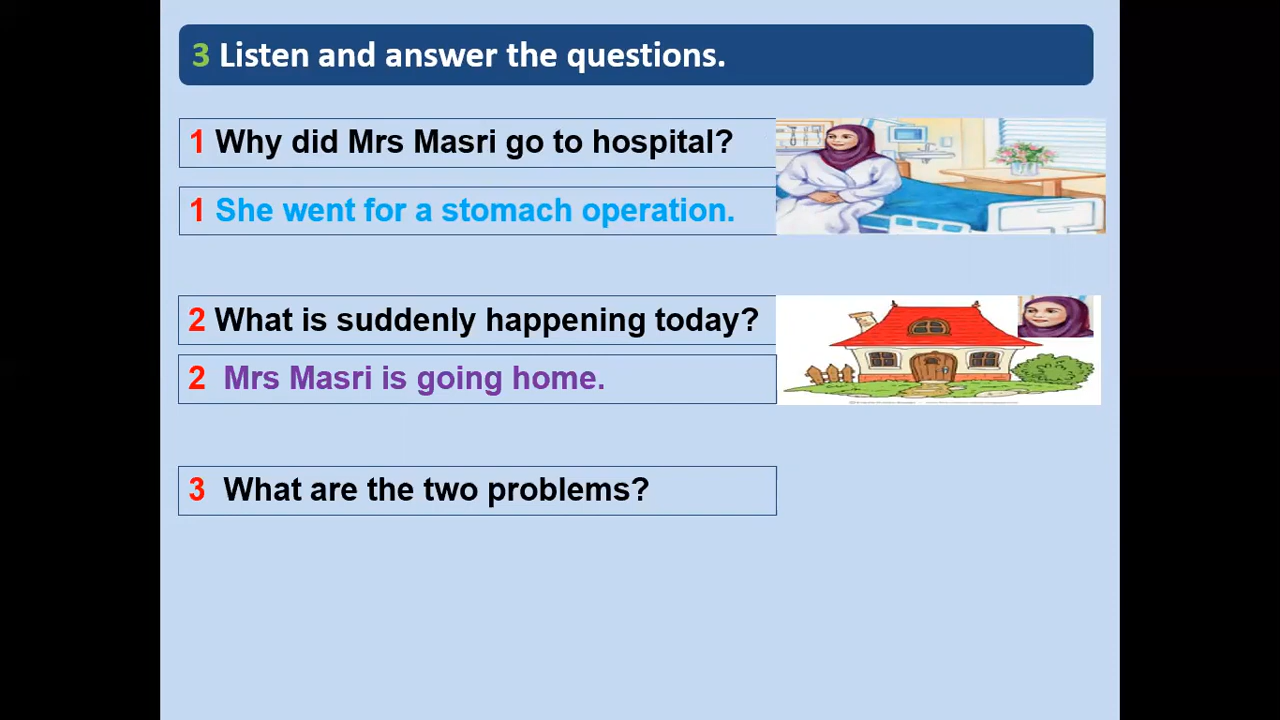 3 Listen and answer the questions.
1 Why did Mrs Masri go to hospital?
1 She went for a stomach operation.
2 What is suddenly happening today?
2 Mrs Masri is going home.
3 What are the two problems?